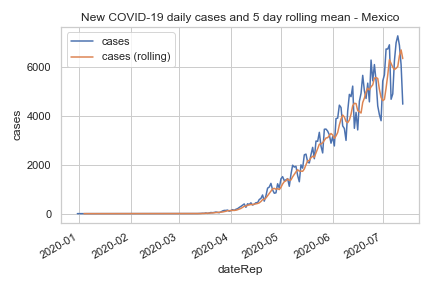 New COVID-19 daily cases and 5 day rolling mean - Mexico
cases
cases (rolling)
6000
4000
2000
0
cases
2020-01
2020-02
2020-03
2020-04
2020-05
2020-06
2020-07
dateRep